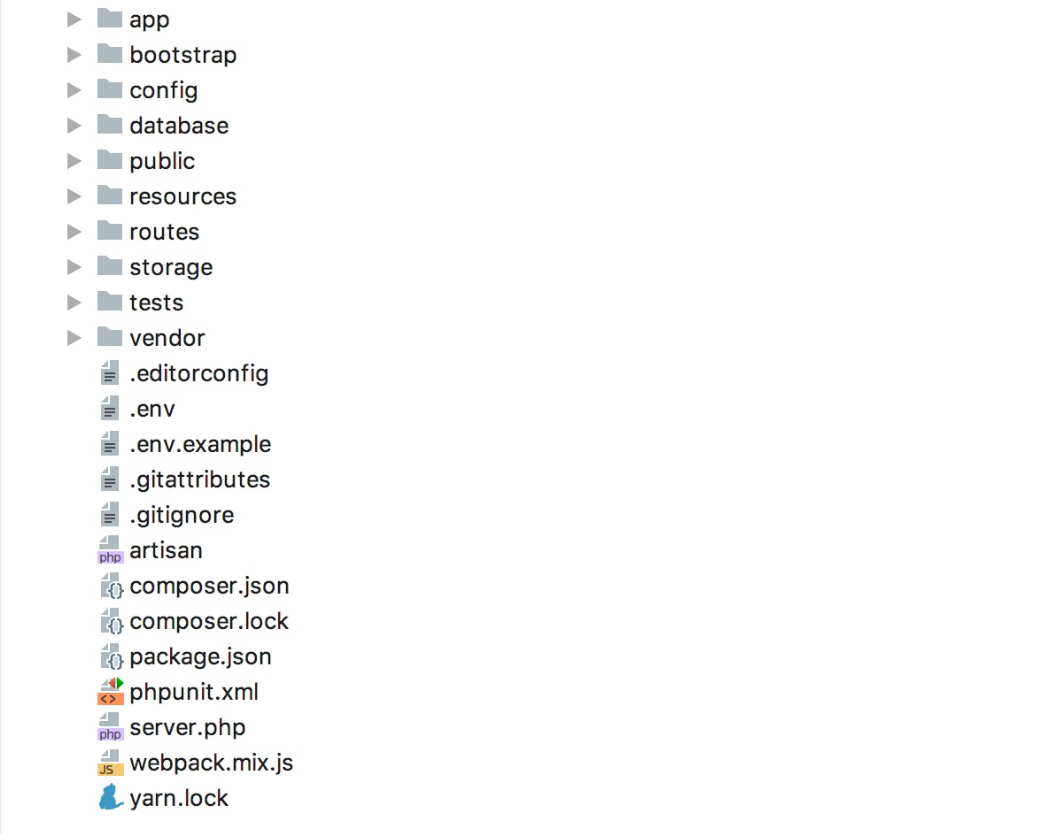 app
bootstrap
config
database
public
resources
routes
storage
tests
vendor
.editorconfig
.env
.env.example
.gitattributes
.gitignore
php artisan
composer.json
composer.lock
package.json
phpunit.xml
php server.php
JS webpack.mix.js
yarn.lock